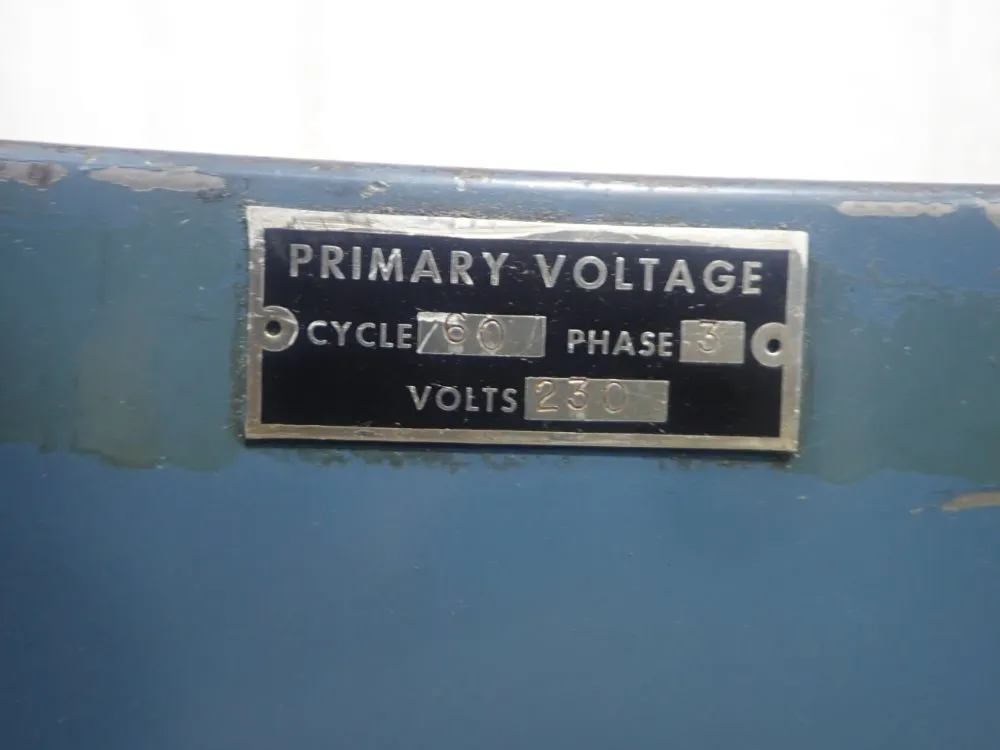 PRIMARY VOLTAGE
CYCLE 60 PHASE 3
VOLTS 230